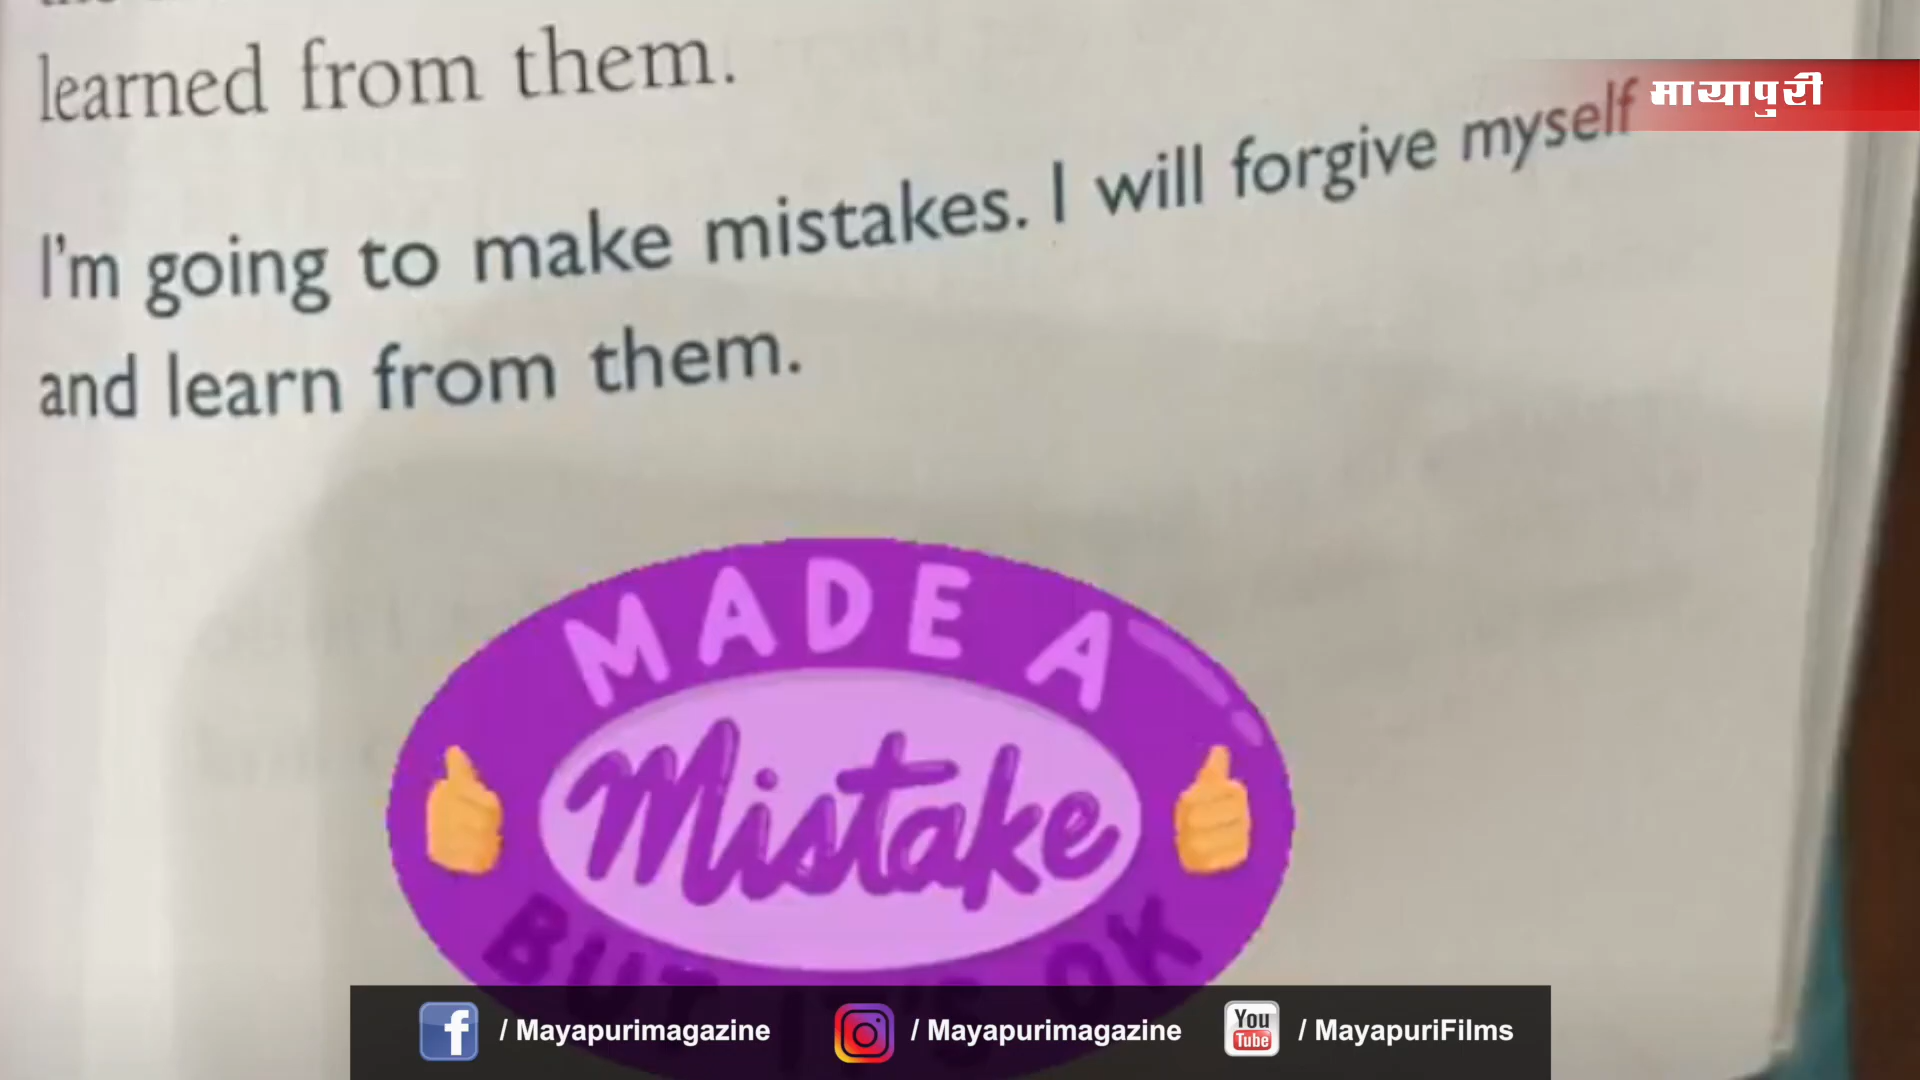 learned from them.
मायापुरी
I'm going to make mistakes. I will forgive myself
and learn from them.
MADE A
Mistake
BUT IT'S OK
/ Mayapurimagazine
/ Mayapurimagazine
You
Tube
/ MayapuriFilms